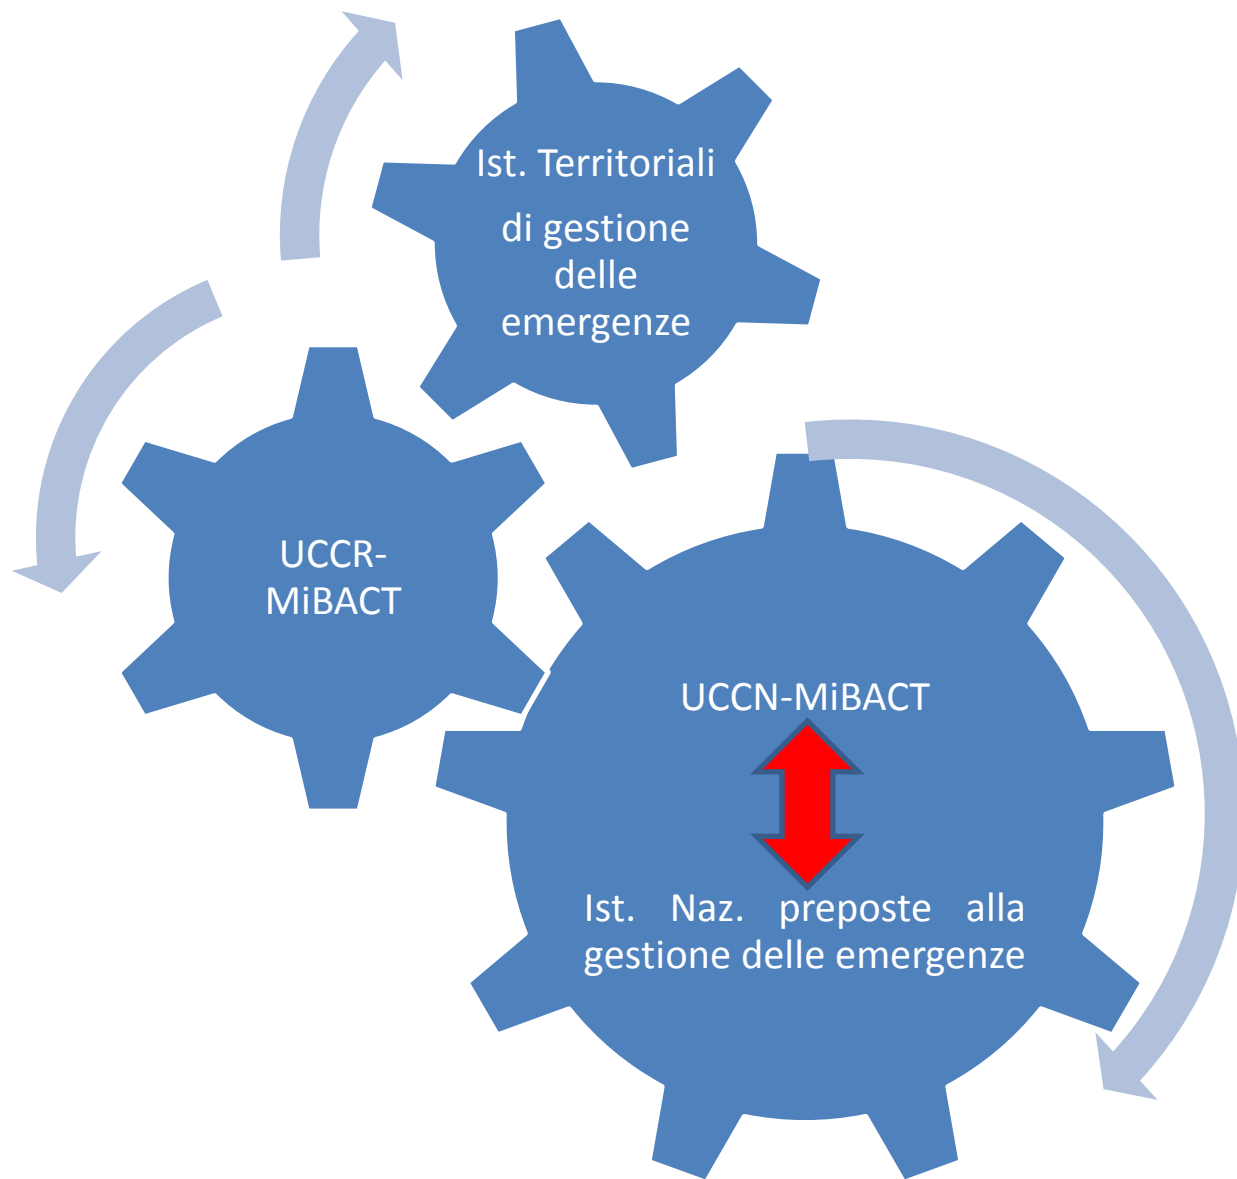 Ist. Territoriali
di gestione
delle
emergenze
UCCR-
MiBACT
UCCN-MiBACT
Ist. Naz. preposte alla
gestione delle emergenze